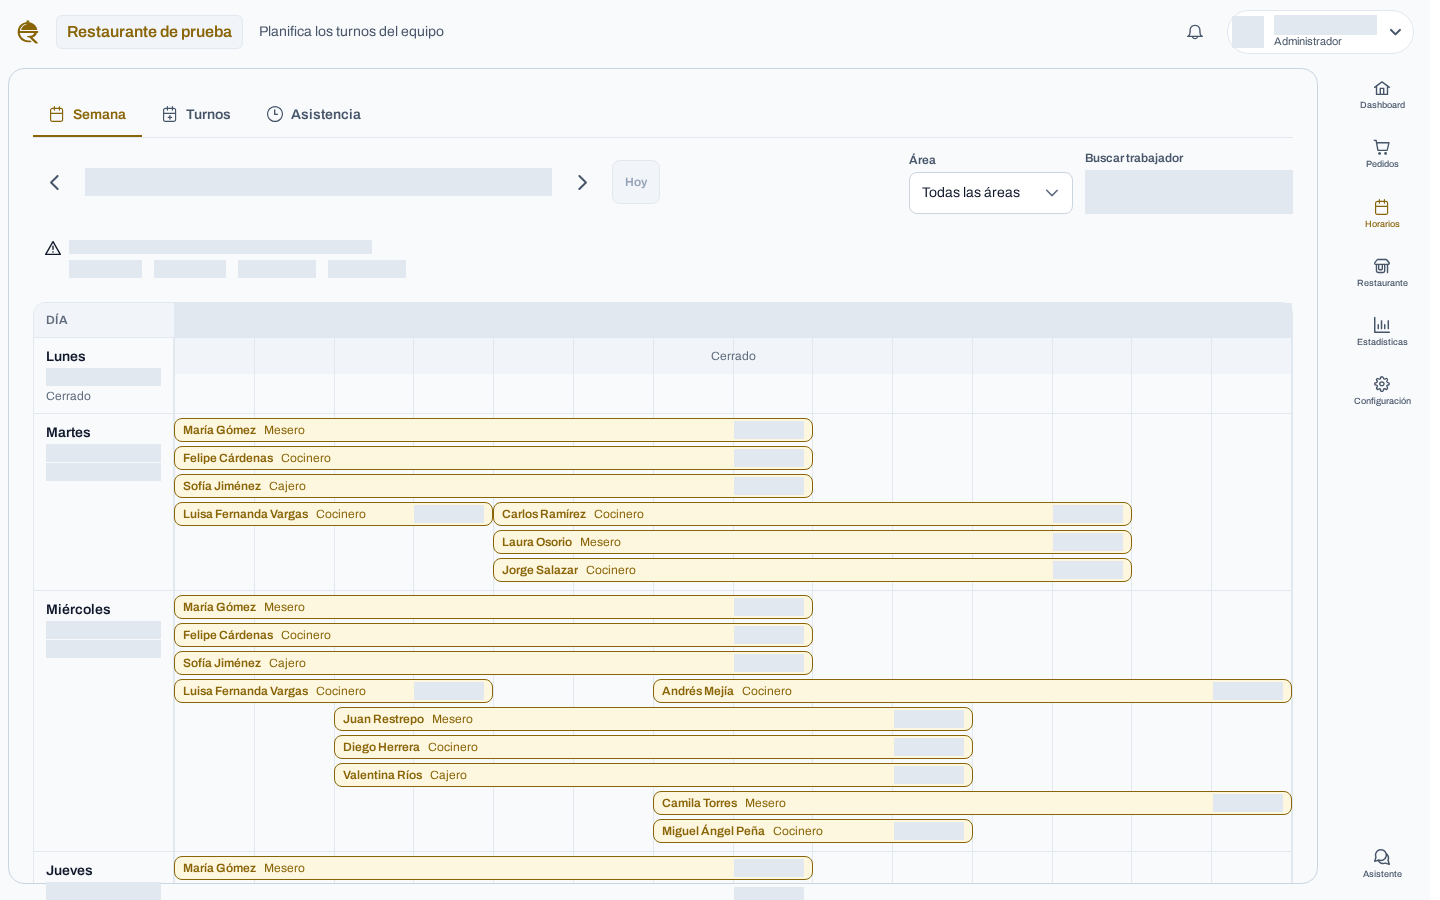 Restaurante de prueba
Planifica los turnos del equipo
Administrador
Semana
Turnos
Asistencia
Hoy
Área
Todas las áreas
Buscar trabajador
DÍA
Lunes
Cerrado
Cerrado
Martes
María Gómez Mesero
Felipe Cárdenas Cocinero
Sofía Jiménez Cajero
Luisa Fernanda Vargas Cocinero
Carlos Ramírez Cocinero
Laura Osorio Mesero
Jorge Salazar Cocinero
Miércoles
María Gómez Mesero
Felipe Cárdenas Cocinero
Sofía Jiménez Cajero
Luisa Fernanda Vargas Cocinero
Andrés Mejía Cocinero
Juan Restrepo Mesero
Diego Herrera Cocinero
Valentina Ríos Cajero
Camila Torres Mesero
Miguel Ángel Peña Cocinero
Jueves
María Gómez Mesero
Dashboard
Pedidos
Horarios
Restaurante
Estadísticas
Configuración
Asistente